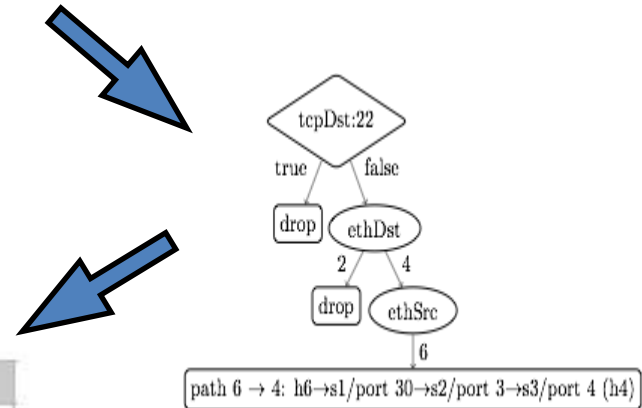 tcpDst:22
true false
drop ethDst
2 4
drop ethSrc
6
path 6 → 4: h6→s1/port 30→s2/port 3→s3/port 4 (h4)